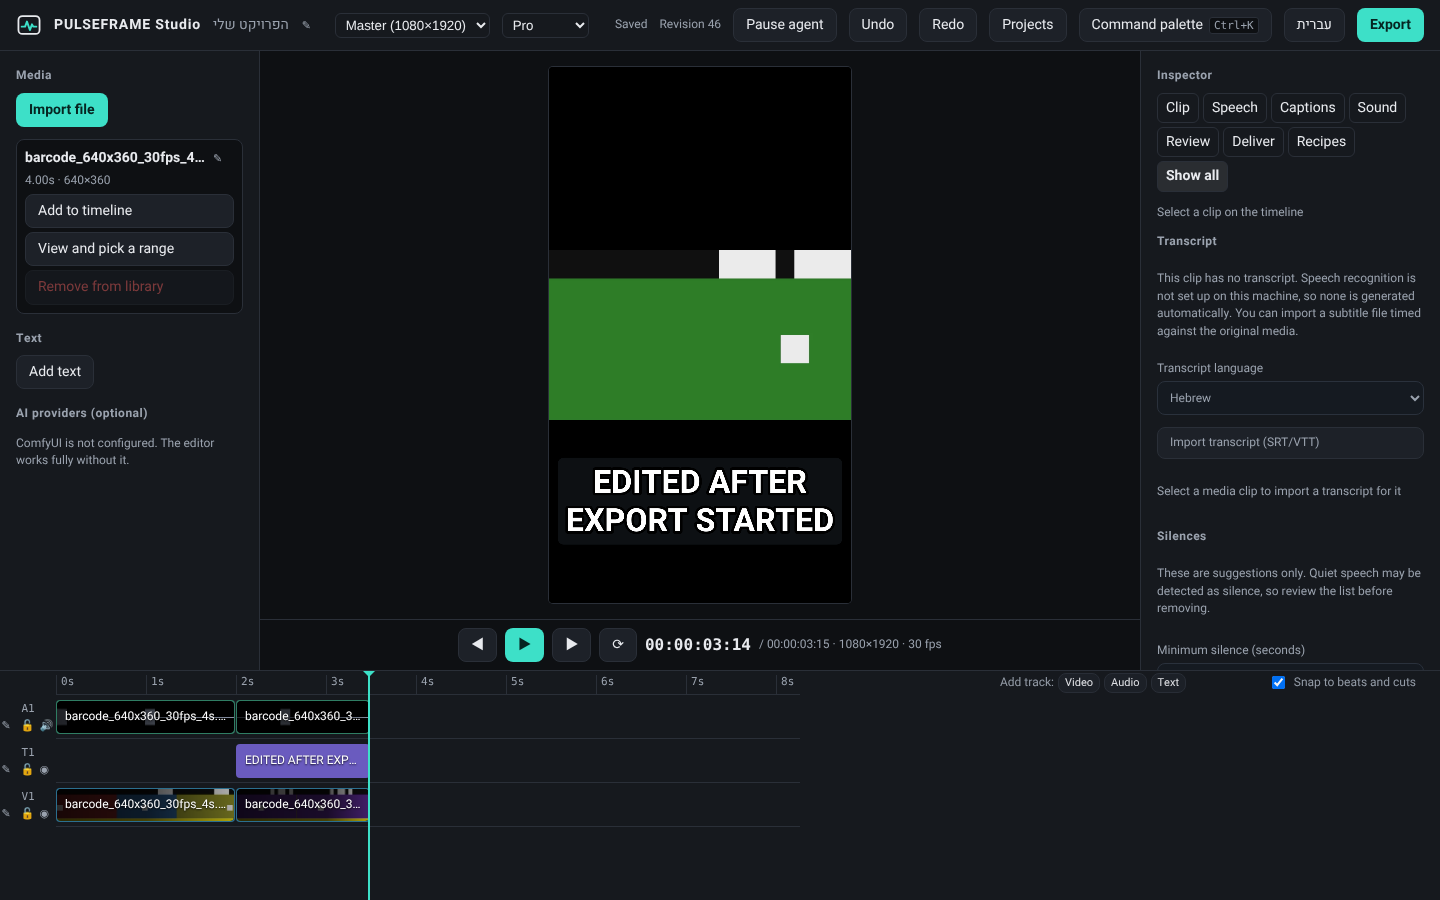 PULSEFRAME Studio
הפרויקט שלי
Master (1080×1920)
Pro
Saved
Revision 46
Pause agent
Undo
Redo
Projects
Command palette Ctrl+K
עברית
Export
Media
Import file
barcode_640x360_30fps_4...
4.00s · 640×360
Add to timeline
View and pick a range
Remove from library
Text
Add text
AI providers (optional)
ComfyUI is not configured. The editor
works fully without it.
EDITED AFTER
EXPORT STARTED
00:00:03:14 / 00:00:03:15 · 1080×1920 · 30 fps
Inspector
Clip
Speech
Captions
Sound
Review
Deliver
Recipes
Show all
Select a clip on the timeline
Transcript
This clip has no transcript. Speech recognition is
not set up on this machine, so none is generated
automatically. You can import a subtitle file timed
against the original media.
Transcript language
Hebrew
Import transcript (SRT/VTT)
Select a media clip to import a transcript for it
Silences
These are suggestions only. Quiet speech may be
detected as silence, so review the list before
removing.
Minimum silence (seconds)
0s 1s 2s 3s 4s 5s 6s 7s 8s
Add track: Video Audio Text
Snap to beats and cuts
A1
barcode_640x360_30fps_4s....
barcode_640x360_3...
T1
EDITED AFTER EXP...
V1
barcode_640x360_30fps_4s....
barcode_640x360_3...